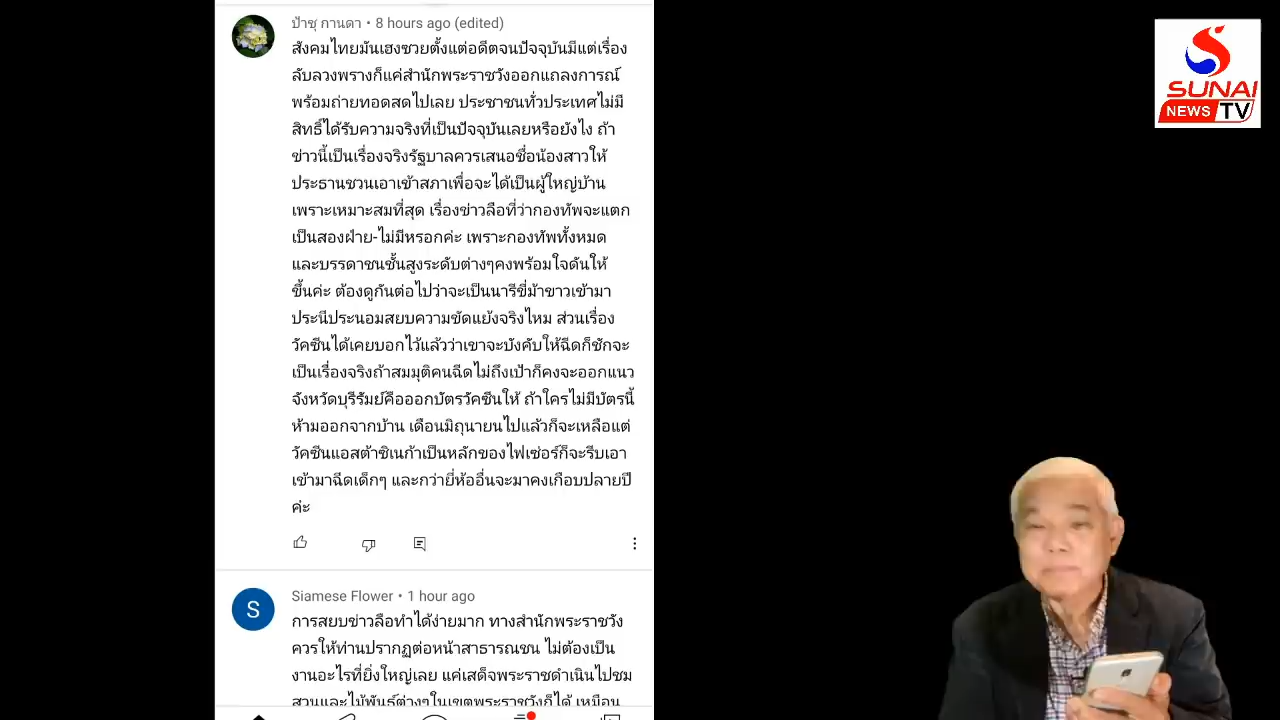 ป้าชุ กานดา • 8 hours ago (edited)
สังคมไทยมันเฮงซวยตั้งแต่อดีตจนปัจจุบันมีแต่เรื่อง
ลับลวงพรางก็แค่สำนักพระราชวังออกแถลงการณ์
พร้อมถ่ายทอดสดไปเลย ประชาชนทั่วประเทศไม่มี
สิทธิ์ได้รับความจริงที่เป็นปัจจุบันเลยหรือยังไง ถ้า
ข่าวนี้เป็นเรื่องจริงรัฐบาลควรเสนอชื่อน้องสาวให้
ประธานชวนเอาเข้าสภาเพื่อจะได้เป็นผู้ใหญ่บ้าน
เพราะเหมาะสมที่สุด เรื่องข่าวลือที่ว่ากองทัพจะแตก
เป็นสองฝ่าย-ไม่มีหรอกค่ะ เพราะกองทัพทั้งหมด
และบรรดาชนชั้นสูงระดับต่างๆคงพร้อมใจดันให้
ขึ้นค่ะ ต้องดูกันต่อไปว่าจะเป็นนารีขี่ม้าขาวเข้ามา
ประนีประนอมสยบความขัดแย้งจริงไหม ส่วนเรื่อง
วัคซีนได้เคยบอกไว้แล้วว่าเขาจะบังคับให้ฉีดก็ชักจะ
เป็นเรื่องจริงถ้าสมมุติคนฉีดไม่ถึงเป้าก็คงจะออกแนว
จังหวัดบุรีรัมย์คือออกบัตรวัคซีนให้ ถ้าใครไม่มีบัตรนี้
ห้ามออกจากบ้าน เดือนมิถุนายนไปแล้วก็จะเหลือแต่
วัคซีนแอสต้าซิเนก้าเป็นหลักของไฟเซ่อร์ก็จะรีบเอา
เข้ามาฉีดเด็กๆ และกว่ายี่ห้ออื่นจะมาคงเกือบปลายปี
ค่ะ
S
Siamese Flower • 1 hour ago
การสยบข่าวลือทำได้ง่ายมาก ทางสำนักพระราชวัง
ควรให้ท่านปรากฏต่อหน้าสาธารณชน ไม่ต้องเป็น
งานอะไรที่ยิ่งใหญ่เลย แค่เสด็จพระราชดำเนินไปชม
สวนและไม้พันธุ์ต่างๆในเขตพระราชวังก็ได้ เหมือน
SUNAI
NEWS TV